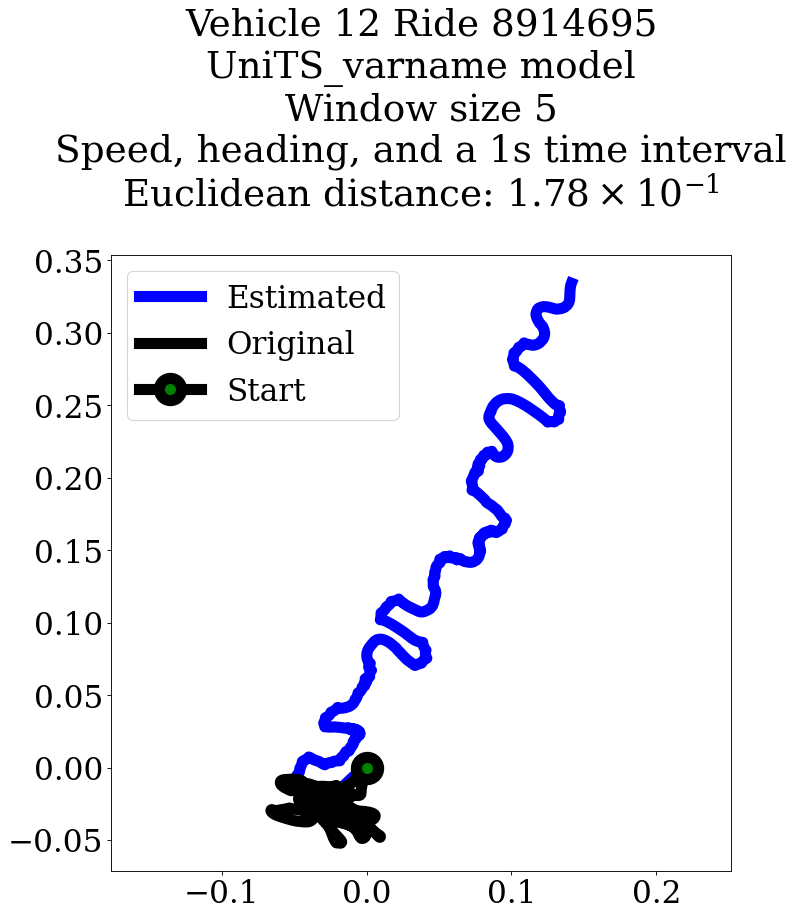 Vehicle 12 Ride 8914695
UniTS_varname model
Window size 5
Speed, heading, and a 1s time interval
Euclidean distance: 1.78 × 10⁻¹
0.35
0.30
0.25
0.20
0.15
0.10
0.05
0.00
−0.05
Estimated
Original
Start
−0.1
0.0
0.1
0.2